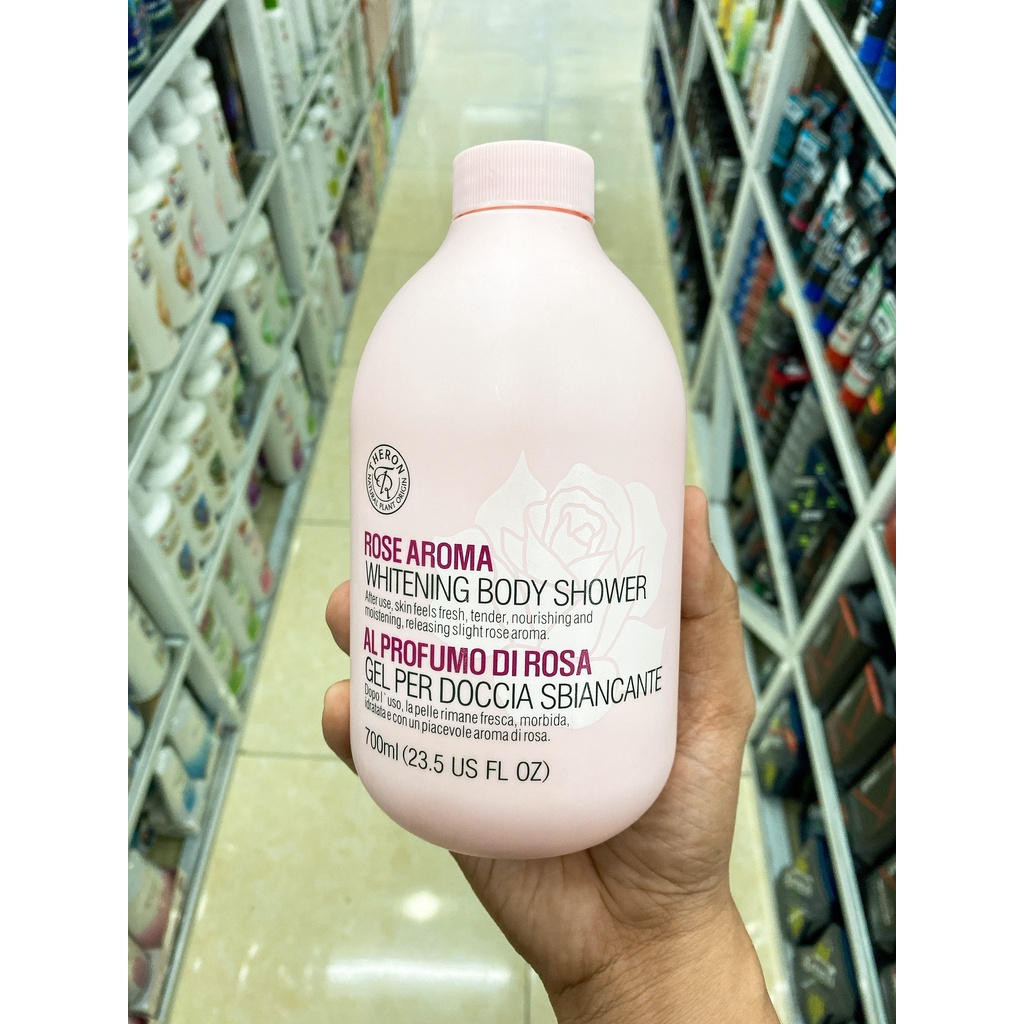 THERON
TR
NATURAL PLANT ORIGIN
ROSE AROMA
WHITENING BODY SHOWER
After use, skin feels fresh, tender, nourishing and
moistening, releasing slight rose aroma.
AL PROFUMO DI ROSA
GEL PER DOCCIA SBIANCANTE
Dopo l` uso, la pelle rimane fresca, morbida,
idratata e con un piacevole aroma di rosa.
700ml (23.5 US FL OZ)